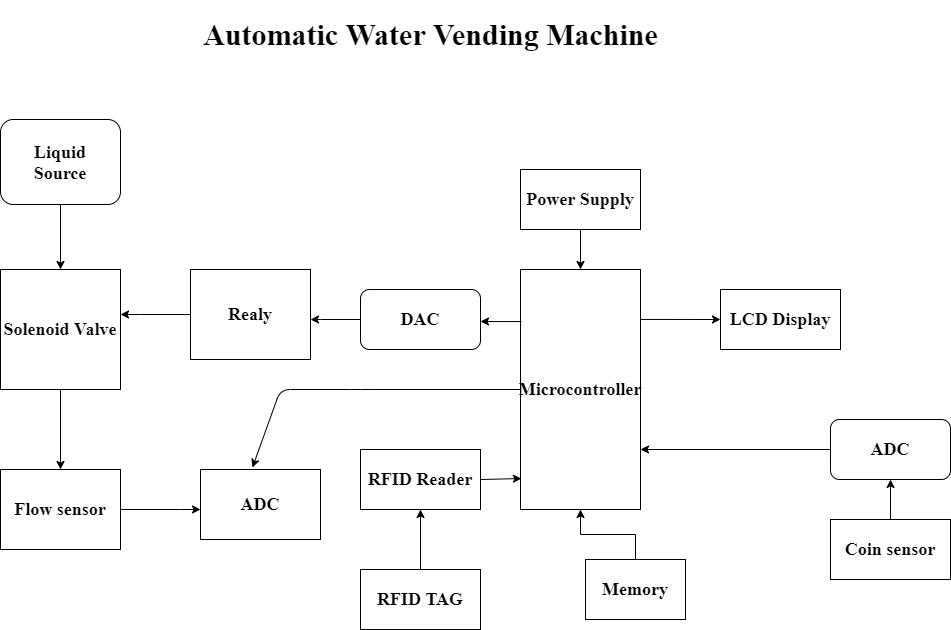 Automatic Water Vending Machine
Liquid
Source
Power Supply
Solenoid Valve
Realy
DAC
LCD Display
Microcontroller
Flow sensor
ADC
RFID Reader
ADC
RFID TAG
Memory
Coin sensor